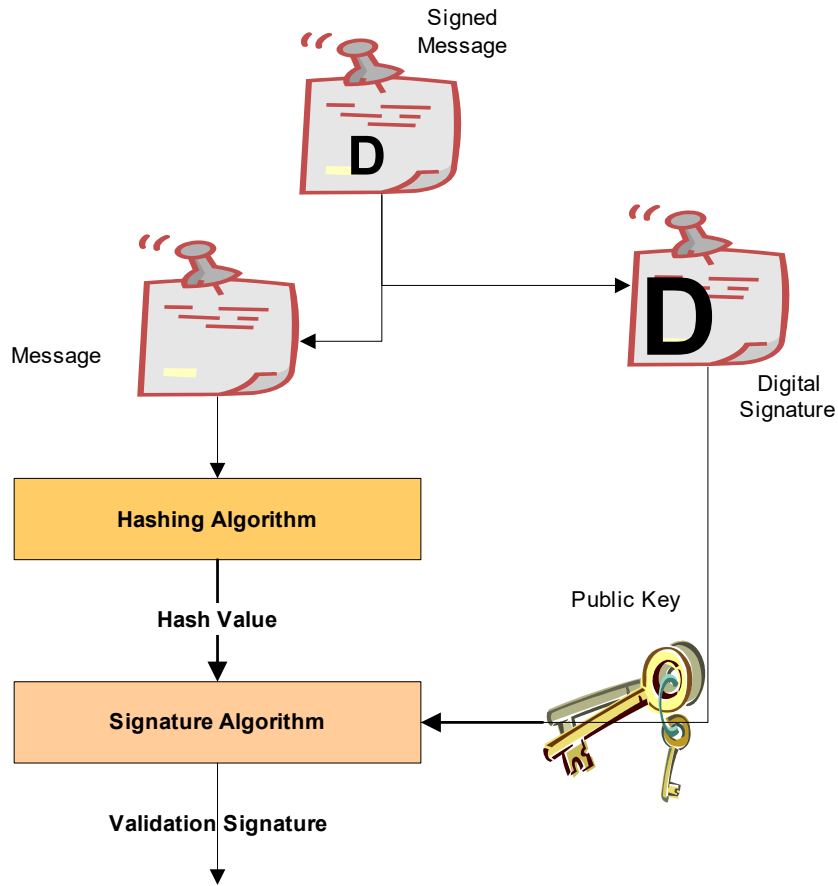 Signed
Message
D
D
Message
Digital
Signature
Hashing Algorithm
Hash Value
Public Key
Signature Algorithm
Validation Signature